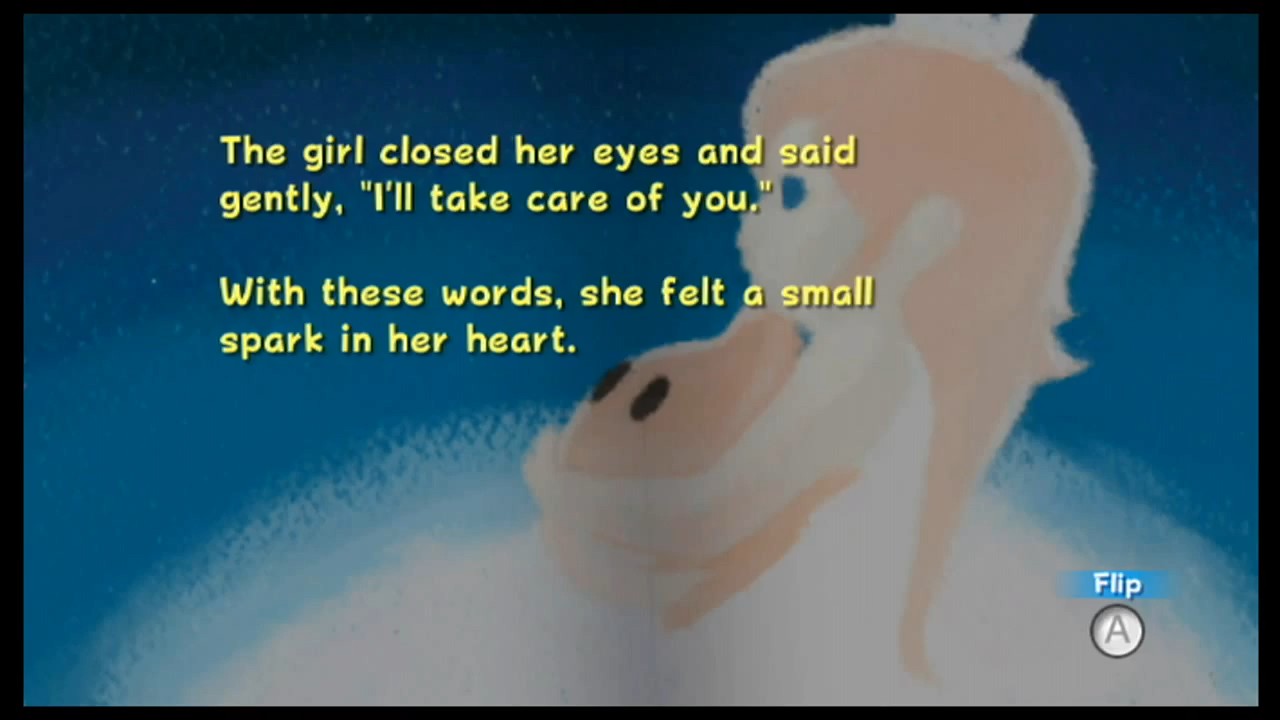 The girl closed her eyes and said
gently, "I'll take care of you."
With these words, she felt a small
spark in her heart.
Flip
A